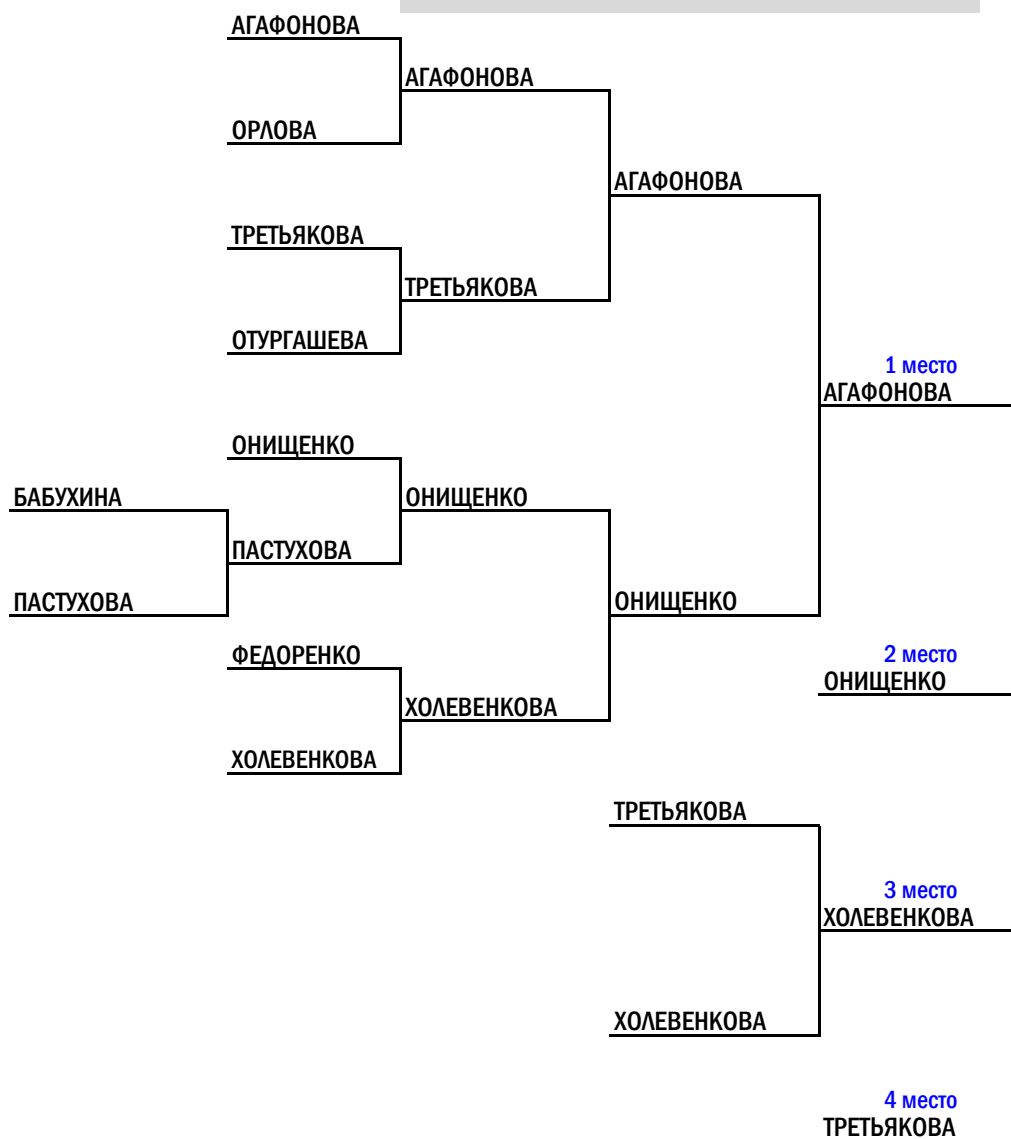 АГАФОНОВА
АГАФОНОВА
ОРЛОВА
АГАФОНОВА
ТРЕТЬЯКОВА
ТРЕТЬЯКОВА
ОТУРГАШЕВА
1 место
АГАФОНОВА
ОНИЩЕНКО
БАБУХИНА
ОНИЩЕНКО
ПАСТУХОВА
ПАСТУХОВА
ОНИЩЕНКО
ФЕДОРЕНКО
2 место
ОНИЩЕНКО
ХОЛЕВЕНКОВА
ХОЛЕВЕНКОВА
ТРЕТЬЯКОВА
3 место
ХОЛЕВЕНКОВА
ХОЛЕВЕНКОВА
4 место
ТРЕТЬЯКОВА